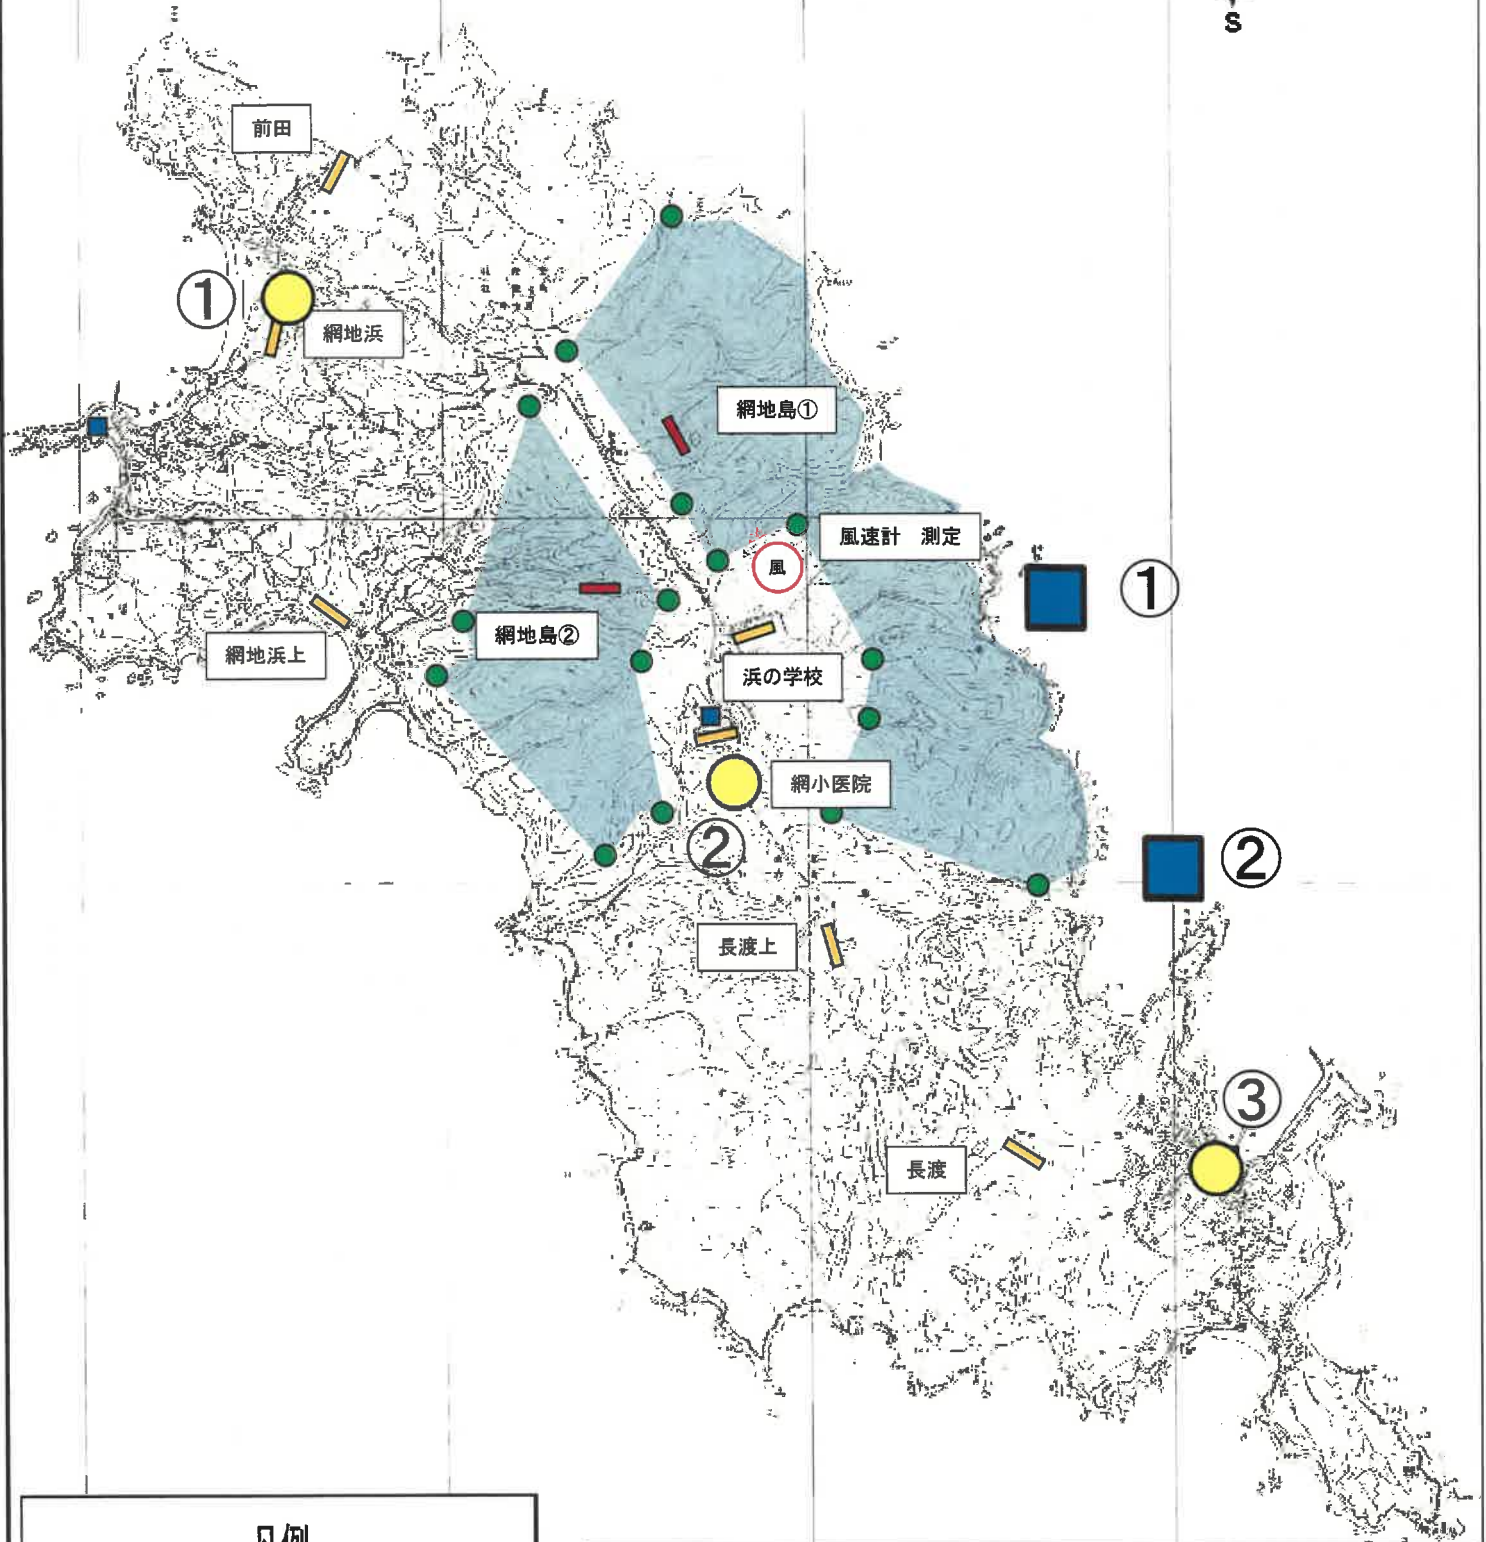 S
前田
①
網地浜
網地島①
風速計 測定
風
①
網地島②
網地浜上
浜の学校
網小医院
②
②
長渡上
③
長渡
凡例